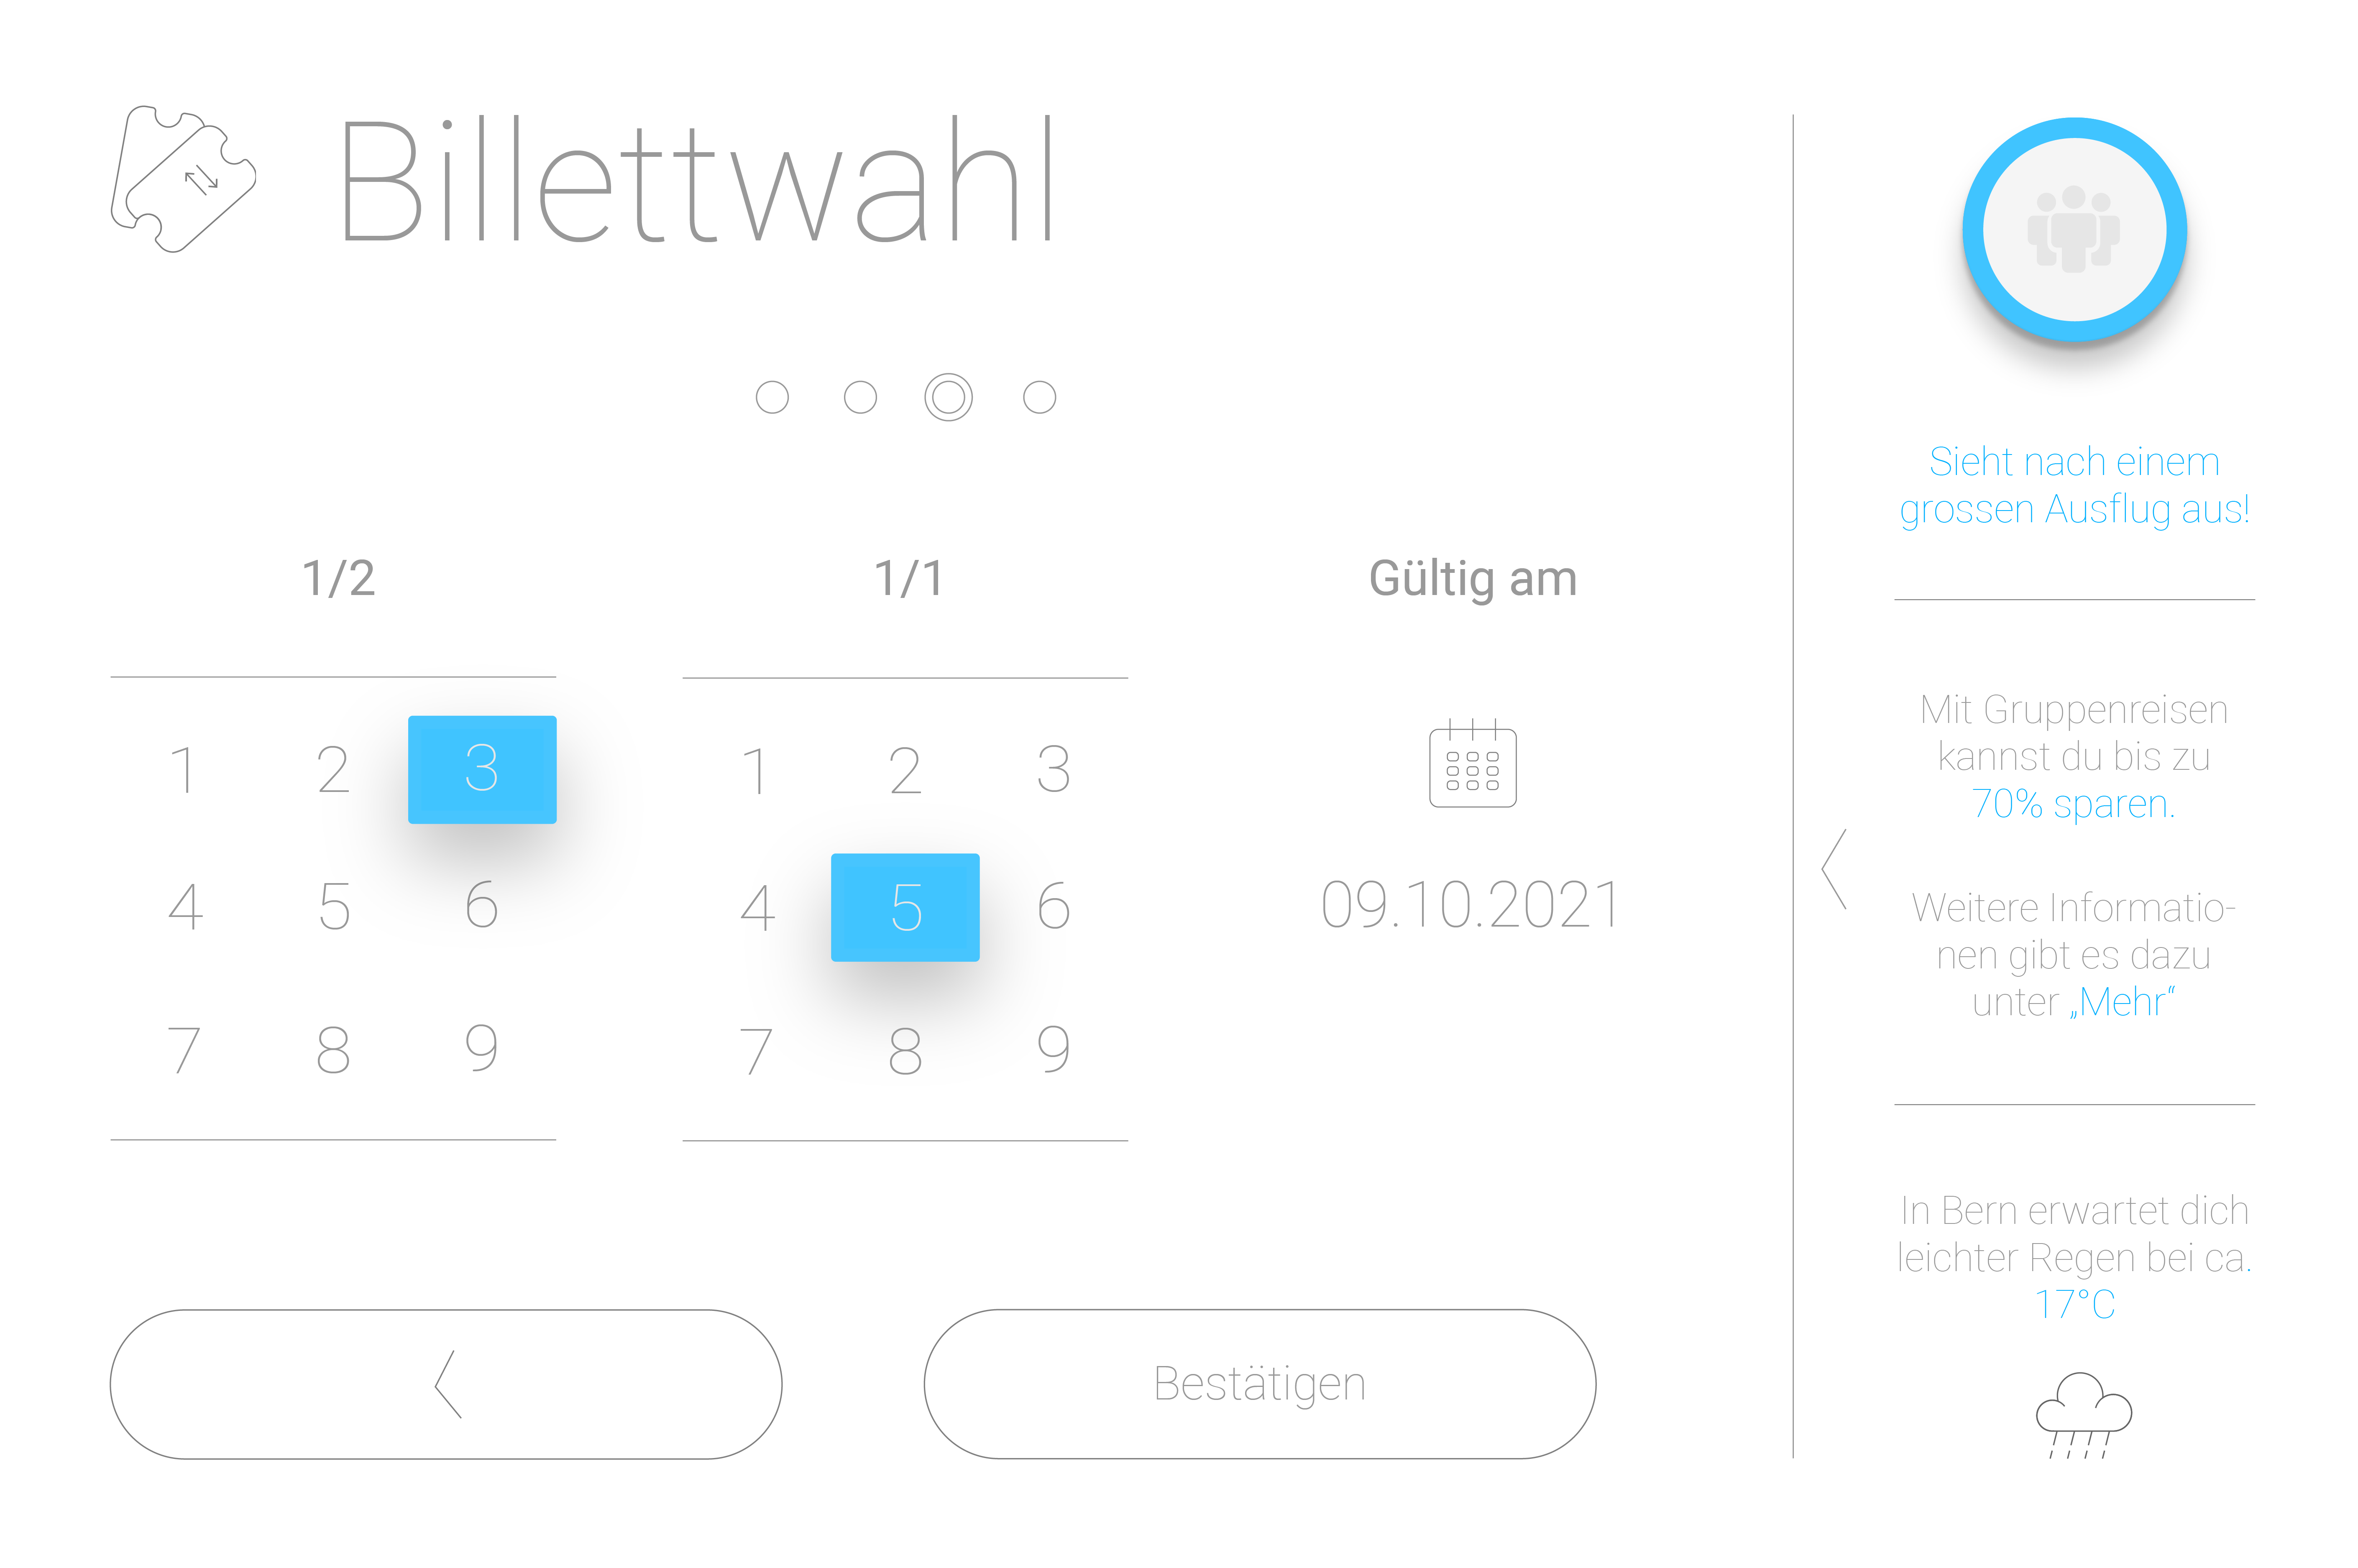 Billettwahl
1/2
1 2 3
4 5 6
7 8 9
1/1
1 2 3
4 5 6
7 8 9
Gültig am
09.10.2021
Bestätigen
Sieht nach einem
grossen Ausflug aus!
Mit Gruppenreisen
kannst du bis zu
70% sparen.
Weitere Informatio-
nen gibt es dazu
unter „Mehr“
In Bern erwartet dich
leichter Regen bei ca.
17°C